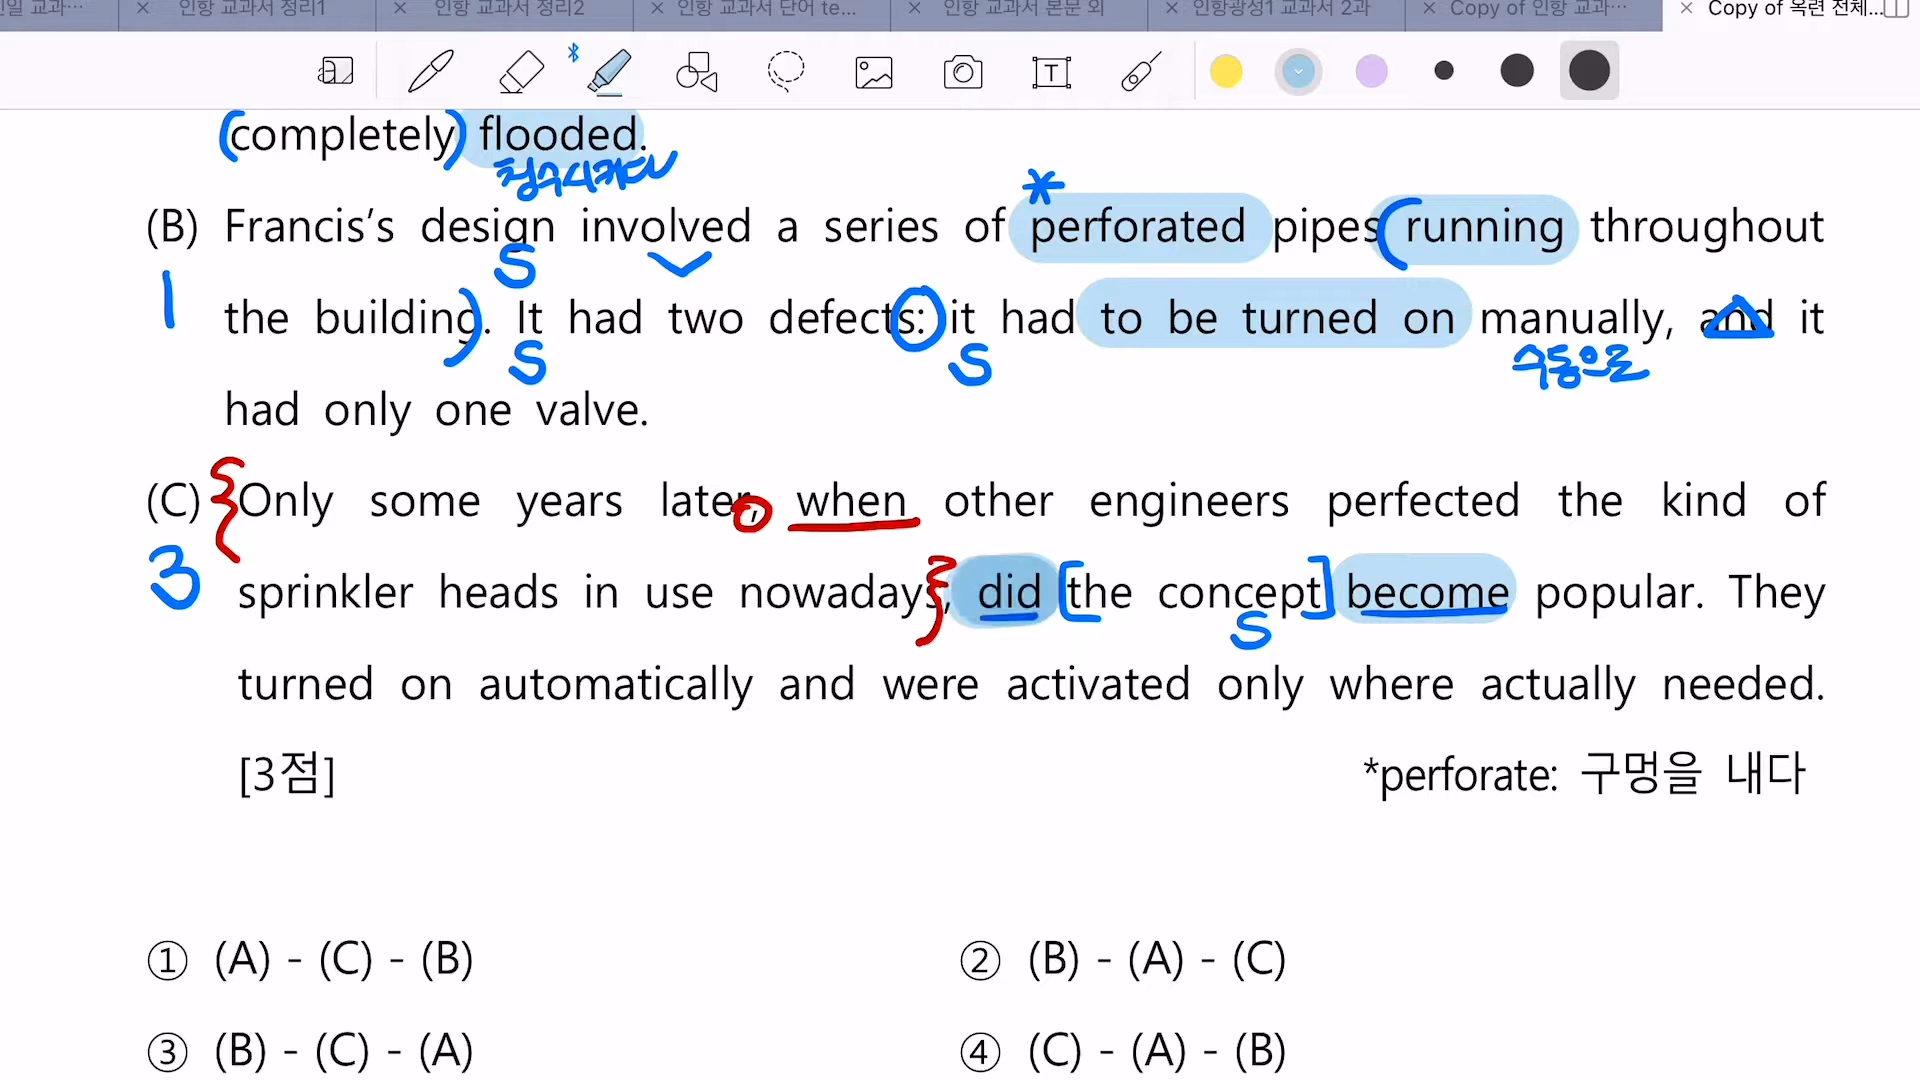 인일 교과… × 인항 교과서 정리1 × 인항 교과서 정리2 × 인항 교과서 단어 te... × 인항 교과서 본문 외 × 인항광성1 교과서 2과 × Copy of 인항 교과… × Copy of 옥련 전체...
completely flooded.
침수시키다
* 
(B) Francis's design involved a series of perforated pipes running throughout
S
1 the building. It had two defects: it had to be turned on manually, and it
S S 수동으로
had only one valve.
(C) Only some years later, when other engineers perfected the kind of
3 sprinkler heads in use nowadays, did the concept become popular. They
S
turned on automatically and were activated only where actually needed.
[3점] *perforate: 구멍을 내다
① (A) - (C) - (B) ② (B) - (A) - (C)
③ (B) - (C) - (A) ④ (C) - (A) - (B)